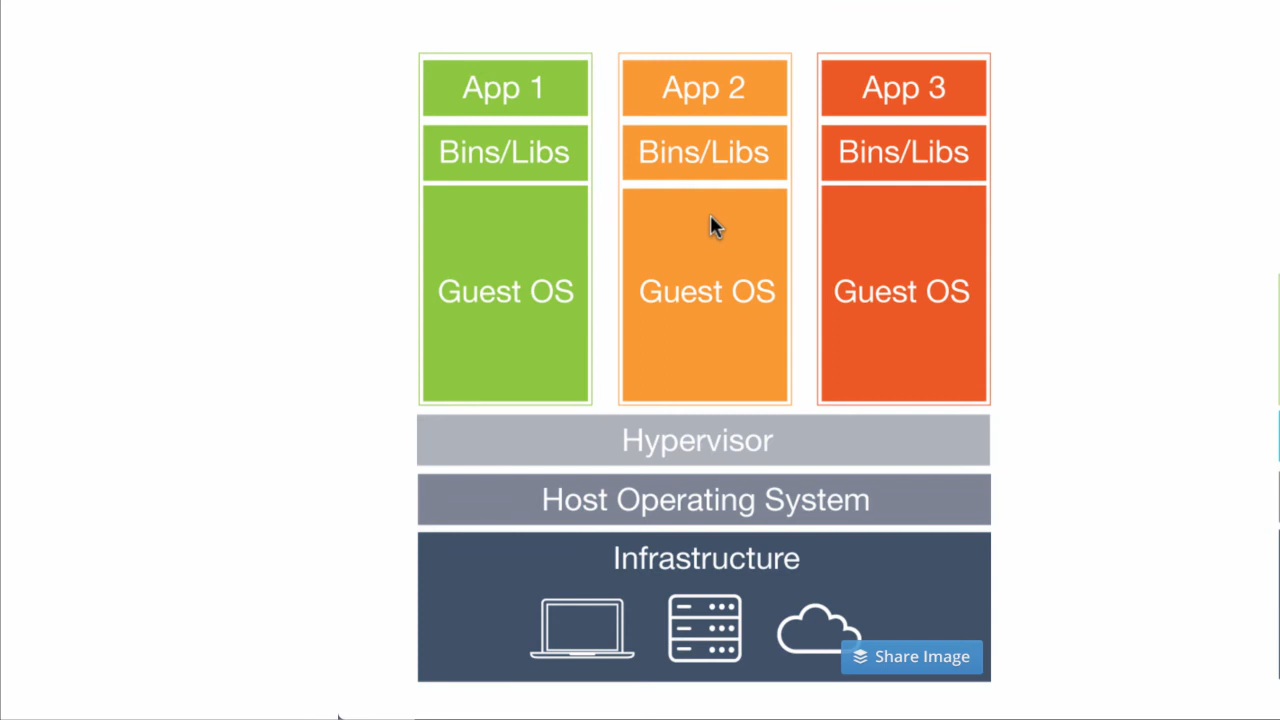 App 1
App 2
App 3
Bins/Libs
Bins/Libs
Bins/Libs
Guest OS
Guest OS
Guest OS
Hypervisor
Host Operating System
Infrastructure
Share Image